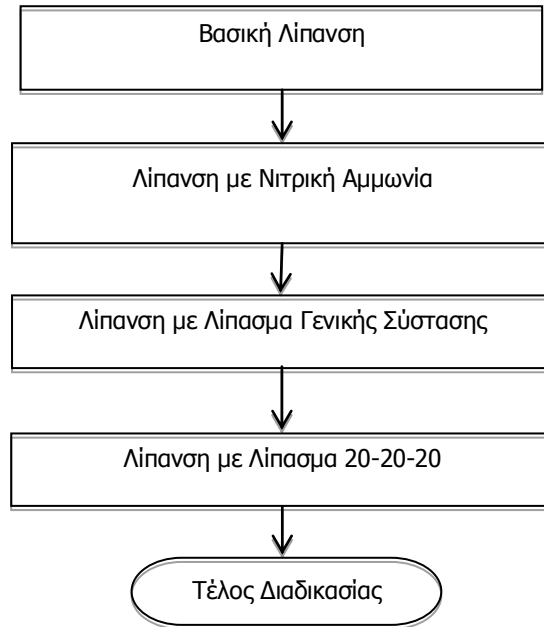 Βασική Λίπανση
Λίπανση με Νιτρική Αμμωνία
Λίπανση με Λίπασμα Γενικής Σύστασης
Λίπανση με Λίπασμα 20-20-20
Τέλος Διαδικασίας